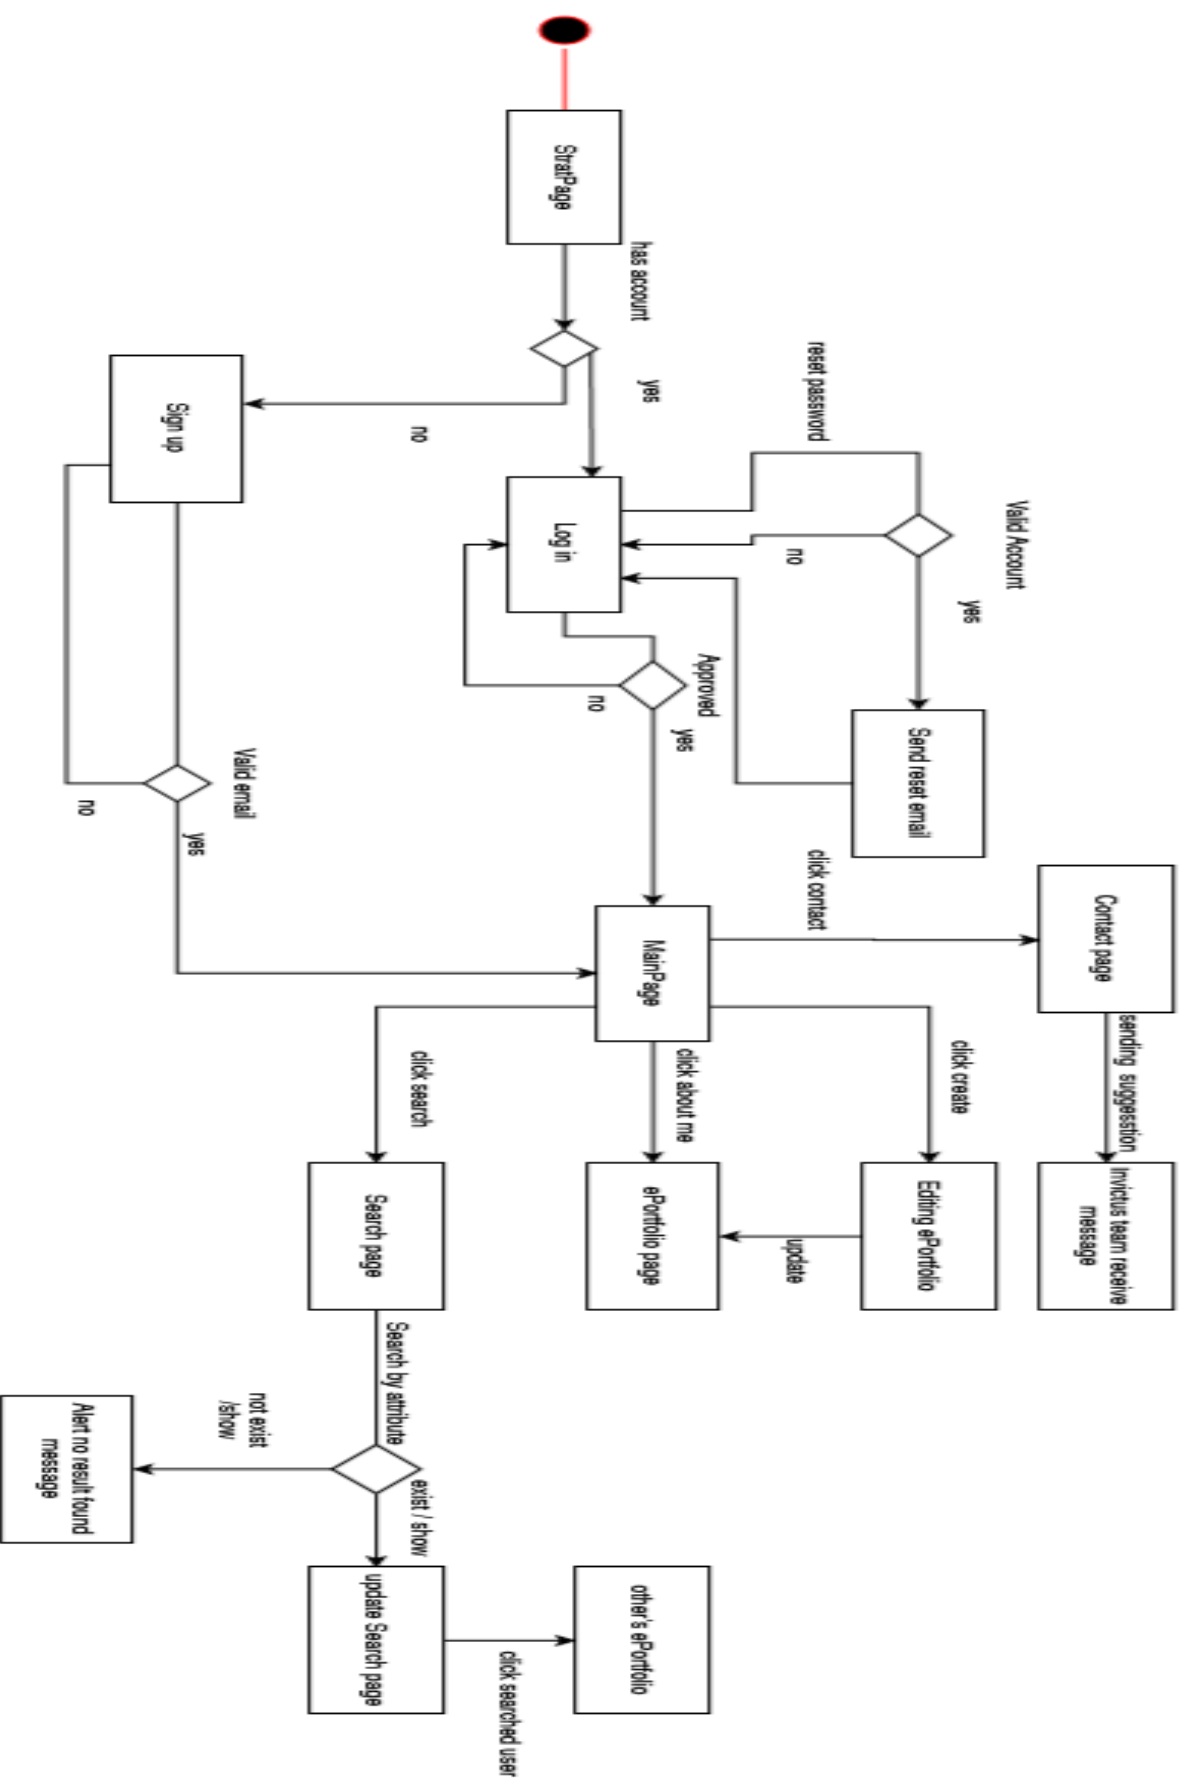 StratPage
has account
yes
no
Sign up
Log in
reset password
Valid Account
no
yes
Send reset email
Approved
no
yes
Valid email
no
yes
MainPage
click contact
Contact page
sending suggesstion
Invictus team receive
message
click create
Editing ePortfolio
update
click about me
ePortfolio page
click search
Search page
Search by attribute
not exist
/show
Alert no result found
message
exist / show
update Search page
click searched user
other's ePortfolio